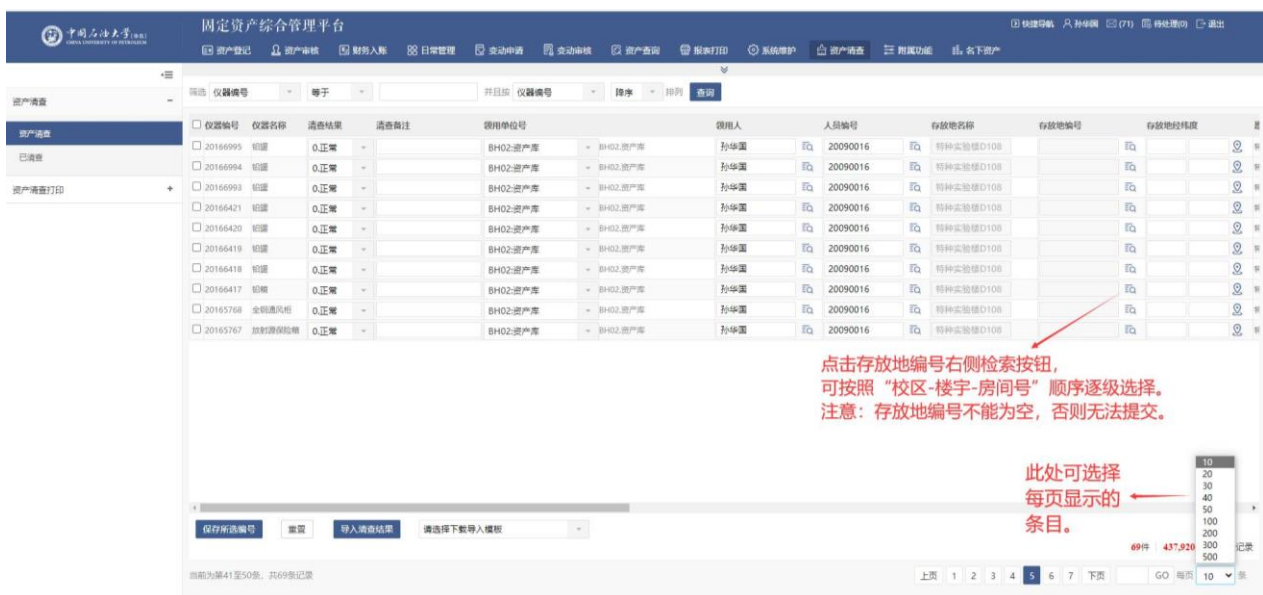 中国石油大学(华东) 固定资产综合管理平台 快捷导航 孙华国 (71) 待处理(0) 退出
CHINA UNIVERSITY OF PETROLEUM
资产登记 资产审核 财务入账 日常管理 变动申请 变动审核 资产查询 报表打印 系统维护 资产清查 附属功能 名下资产
资产清查 −
资产清查
已清查
资产清查打印 +
筛选 仪器编号 等于 并且按 仪器编号 降序 排列 查询
仪器编号 仪器名称 清查结果 清查备注 领用单位号 领用人 人员编号 存放地名称 存放地编号 存放地经纬度
20166995 铅罐 0.正常 BH02:资产库 BH02.资产库 孙华国 20090016 特种实验楼D108
20166994 铅罐 0.正常 BH02:资产库 BH02.资产库 孙华国 20090016 特种实验楼D108
20166993 铅罐 0.正常 BH02:资产库 BH02.资产库 孙华国 20090016 特种实验楼D108
20166421 铅罐 0.正常 BH02:资产库 BH02.资产库 孙华国 20090016 特种实验楼D108
20166420 铅罐 0.正常 BH02:资产库 BH02.资产库 孙华国 20090016 特种实验楼D108
20166419 铅罐 0.正常 BH02:资产库 BH02.资产库 孙华国 20090016 特种实验楼D108
20166418 铅罐 0.正常 BH02:资产库 BH02.资产库 孙华国 20090016 特种实验楼D108
20166417 铅箱 0.正常 BH02:资产库 BH02.资产库 孙华国 20090016 特种实验楼D108
20165768 全钢通风柜 0.正常 BH02:资产库 BH02.资产库 孙华国 20090016 特种实验楼D108
20165767 放射源保险箱 0.正常 BH02:资产库 BH02.资产库 孙华国 20090016 特种实验楼D108
点击存放地编号右侧检索按钮，
可按照“校区-楼宇-房间号”顺序逐级选择。
注意：存放地编号不能为空，否则无法提交。
此处可选择
每页显示的
条目。
10
20
30
40
50
100
200
300
500
保存所选编号 重置 导入清查结果 请选择下载导入模板
69件 437,920 记录
当前为第41至50条，共69条记录 上页 1 2 3 4 5 6 7 下页 GO 每页 10 条